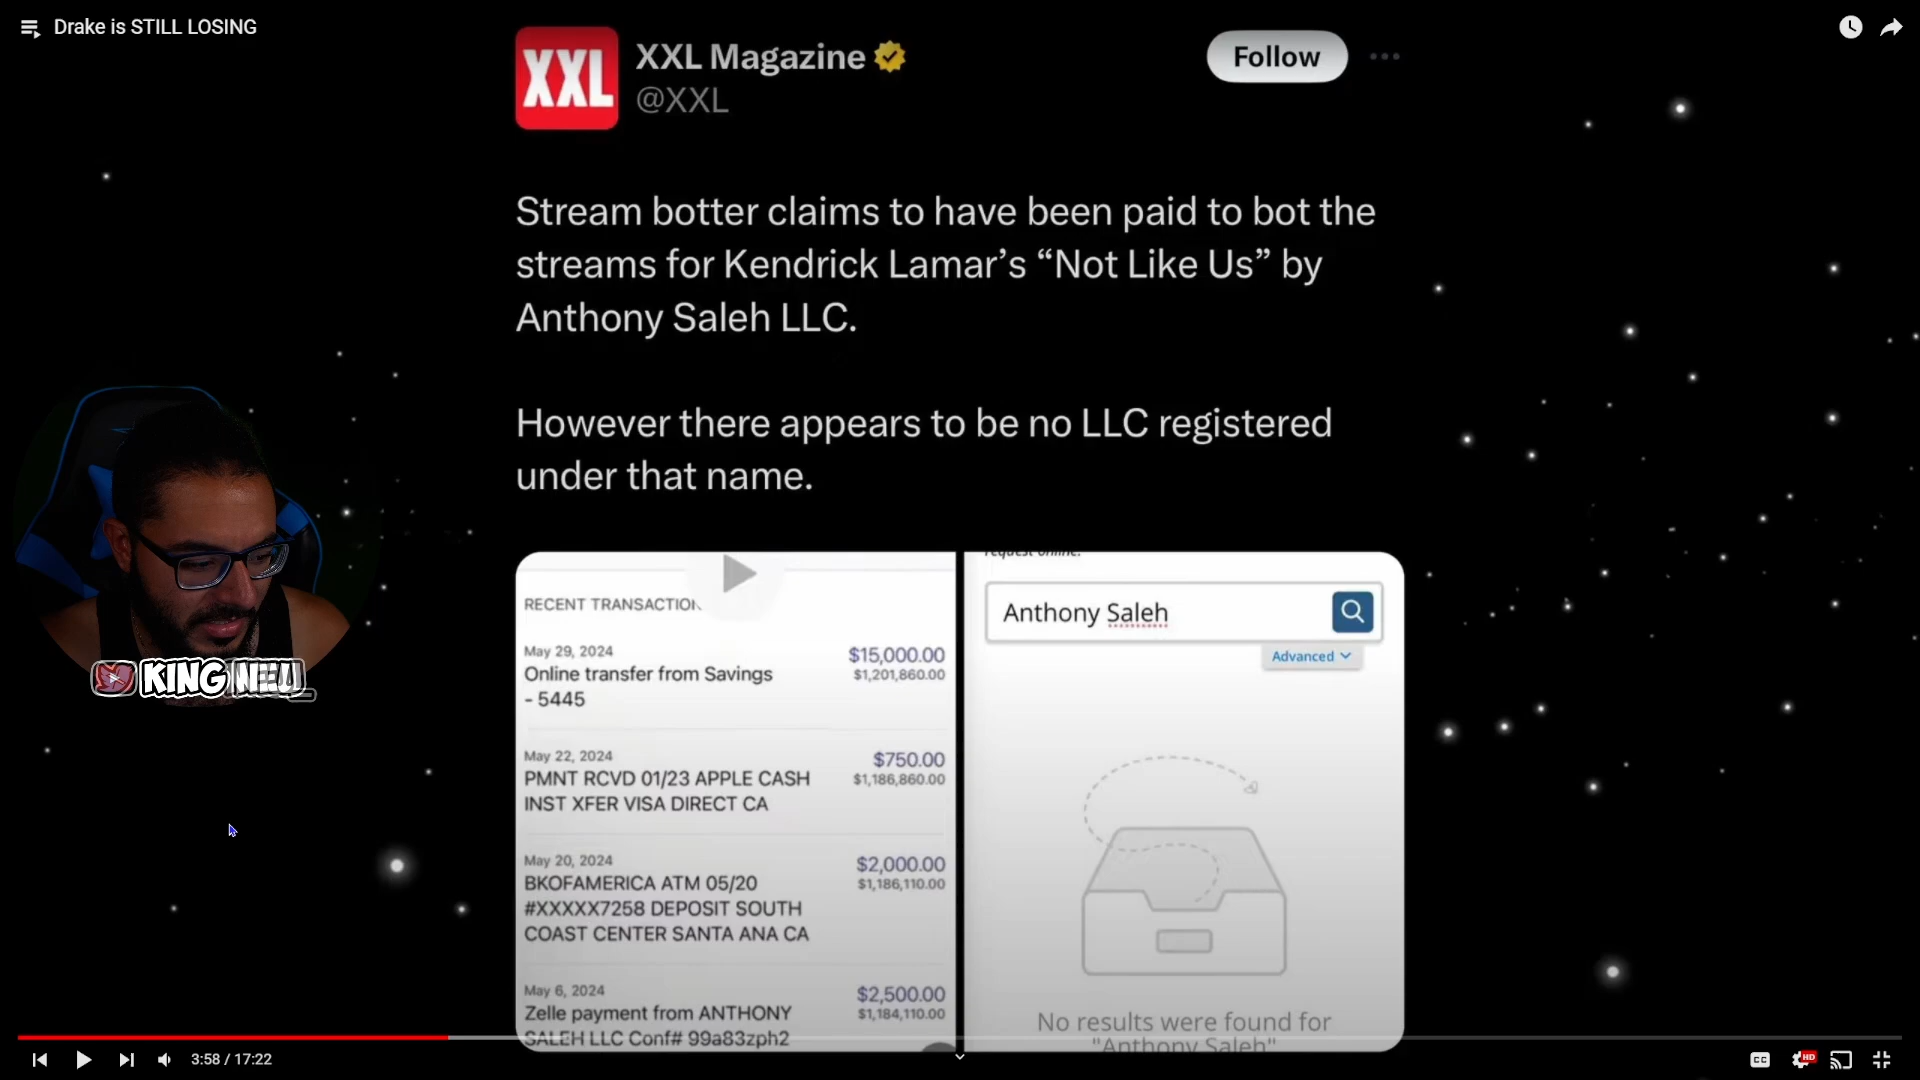 Drake is STILL LOSING
XXL
XXL Magazine
@XXL
Follow
Stream botter claims to have been paid to bot the
streams for Kendrick Lamar’s “Not Like Us” by
Anthony Saleh LLC.
However there appears to be no LLC registered
under that name.
RECENT TRANSACTION
May 29, 2024
Online transfer from Savings
- 5445
$15,000.00
$1,201,860.00
May 22, 2024
PMNT RCVD 01/23 APPLE CASH
INST XFER VISA DIRECT CA
$750.00
$1,186,860.00
May 20, 2024
BKOFAMERICA ATM 05/20
#XXXXX7258 DEPOSIT SOUTH
COAST CENTER SANTA ANA CA
$2,000.00
$1,186,110.00
May 6, 2024
Zelle payment from ANTHONY
SALEH LLC Conf# 99a83zph2
$2,500.00
$1,184,110.00
request online.
Anthony Saleh
Advanced
No results were found for
"Anthony Saleh"
KING NEU
3:58 / 17:22
CC
HD